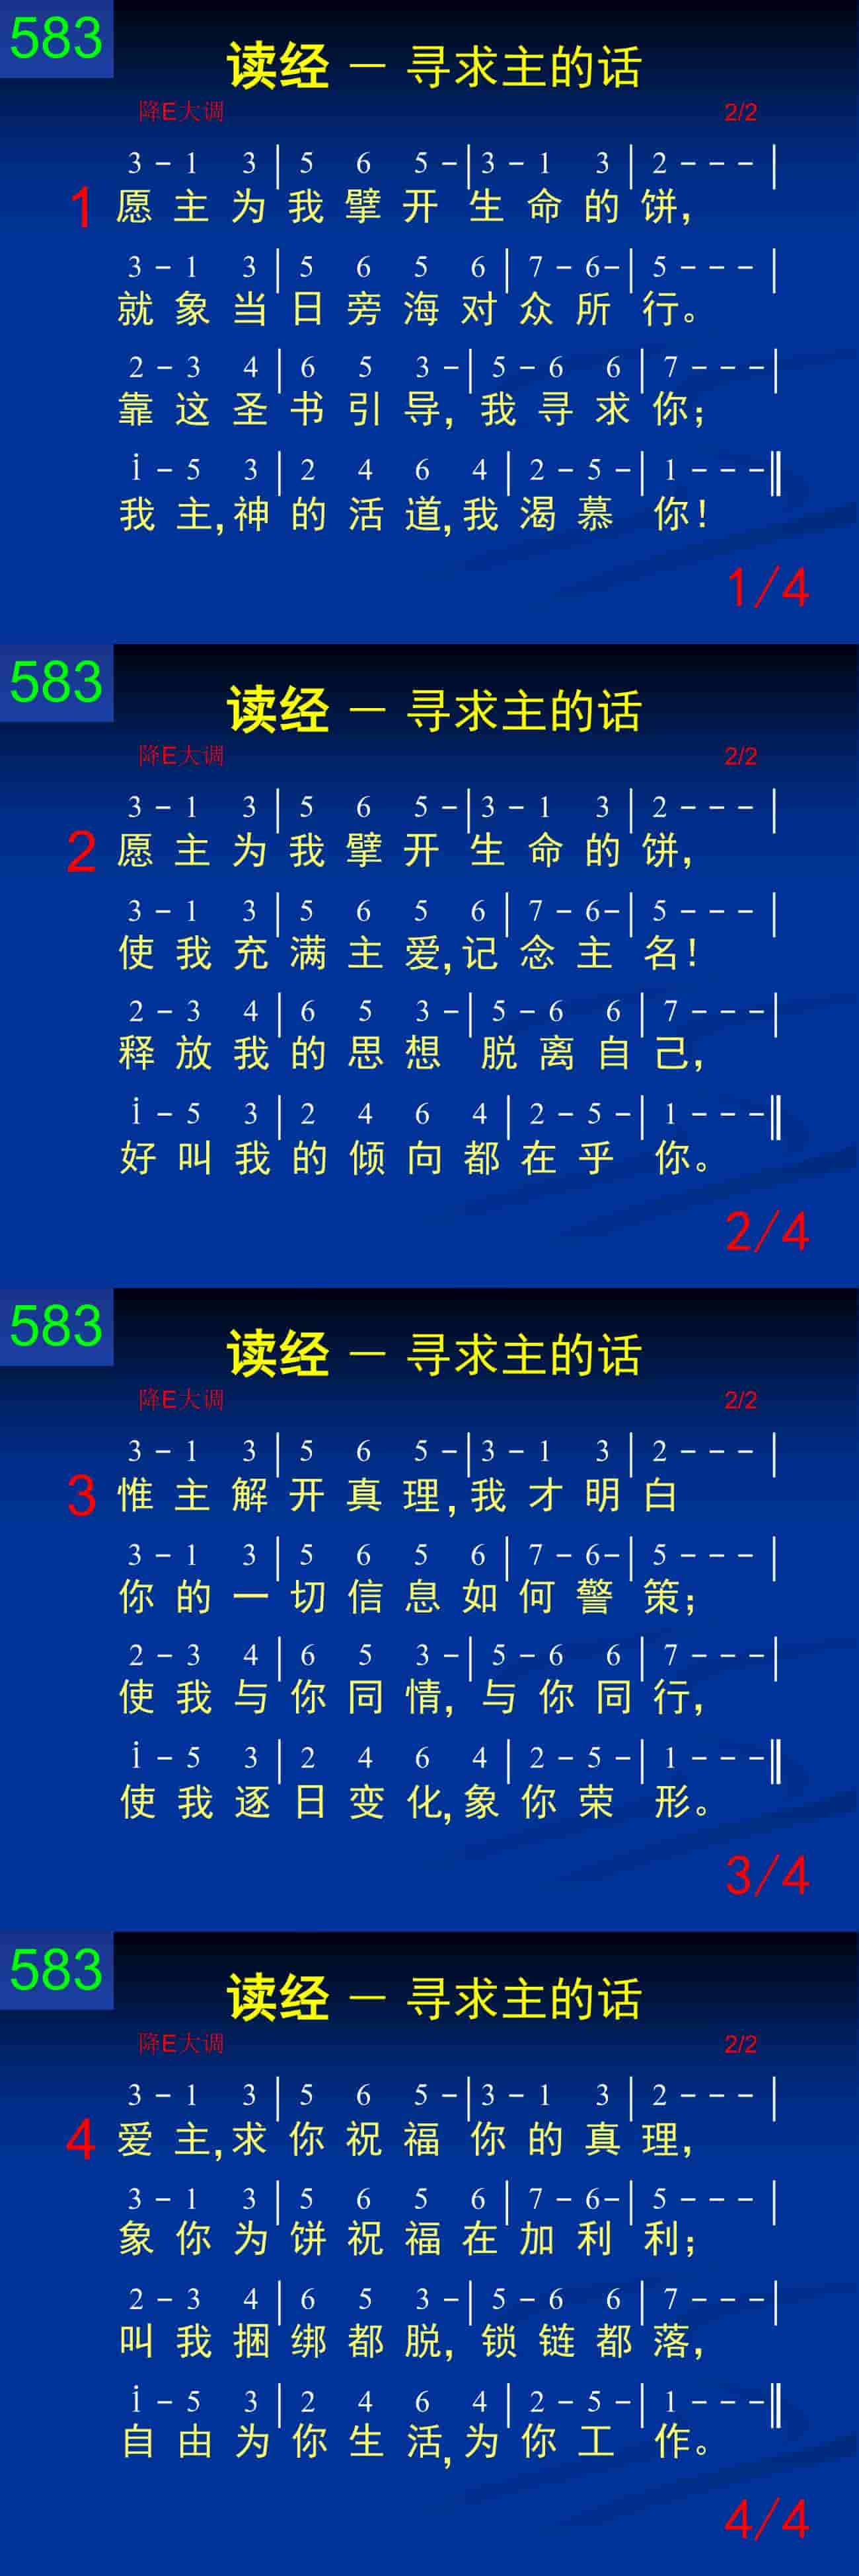 583
读经 — 寻求主的话
降E大调 2/2
3 - 1 3 | 5 6 5 - | 3 - 1 3 | 2 - - - |
1 愿主为我擘开生命的饼,
3 - 1 3 | 5 6 5 6 | 7 - 6 - | 5 - - - |
就象当日旁海对众所行。
2 - 3 4 | 6 5 3 - | 5 - 6 6 | 7 - - - |
靠这圣书引导, 我寻求你;
i - 5 3 | 2 4 6 4 | 2 - 5 - | 1 - - - ‖
我主,神的活道,我渴慕你!
1/4
583
读经 — 寻求主的话
降E大调 2/2
3 - 1 3 | 5 6 5 - | 3 - 1 3 | 2 - - - |
2 愿主为我擘开生命的饼,
3 - 1 3 | 5 6 5 6 | 7 - 6 - | 5 - - - |
使我充满主爱,记念主名!
2 - 3 4 | 6 5 3 - | 5 - 6 6 | 7 - - - |
释放我的思想脱离自己,
i - 5 3 | 2 4 6 4 | 2 - 5 - | 1 - - - ‖
好叫我的倾向都在乎你。
2/4
583
读经 — 寻求主的话
降E大调 2/2
3 - 1 3 | 5 6 5 - | 3 - 1 3 | 2 - - - |
3 惟主解开真理,我才明白
3 - 1 3 | 5 6 5 6 | 7 - 6 - | 5 - - - |
你的一切信息如何警策;
2 - 3 4 | 6 5 3 - | 5 - 6 6 | 7 - - - |
使我与你同情, 与你同行,
i - 5 3 | 2 4 6 4 | 2 - 5 - | 1 - - - ‖
使我逐日变化,象你荣形。
3/4
583
读经 — 寻求主的话
降E大调 2/2
3 - 1 3 | 5 6 5 - | 3 - 1 3 | 2 - - - |
4 爱主,求你祝福你的真理,
3 - 1 3 | 5 6 5 6 | 7 - 6 - | 5 - - - |
象你为饼祝福在加利利;
2 - 3 4 | 6 5 3 - | 5 - 6 6 | 7 - - - |
叫我捆绑都脱, 锁链都落,
i - 5 3 | 2 4 6 4 | 2 - 5 - | 1 - - - ‖
自由为你生活,为你工作。
4/4